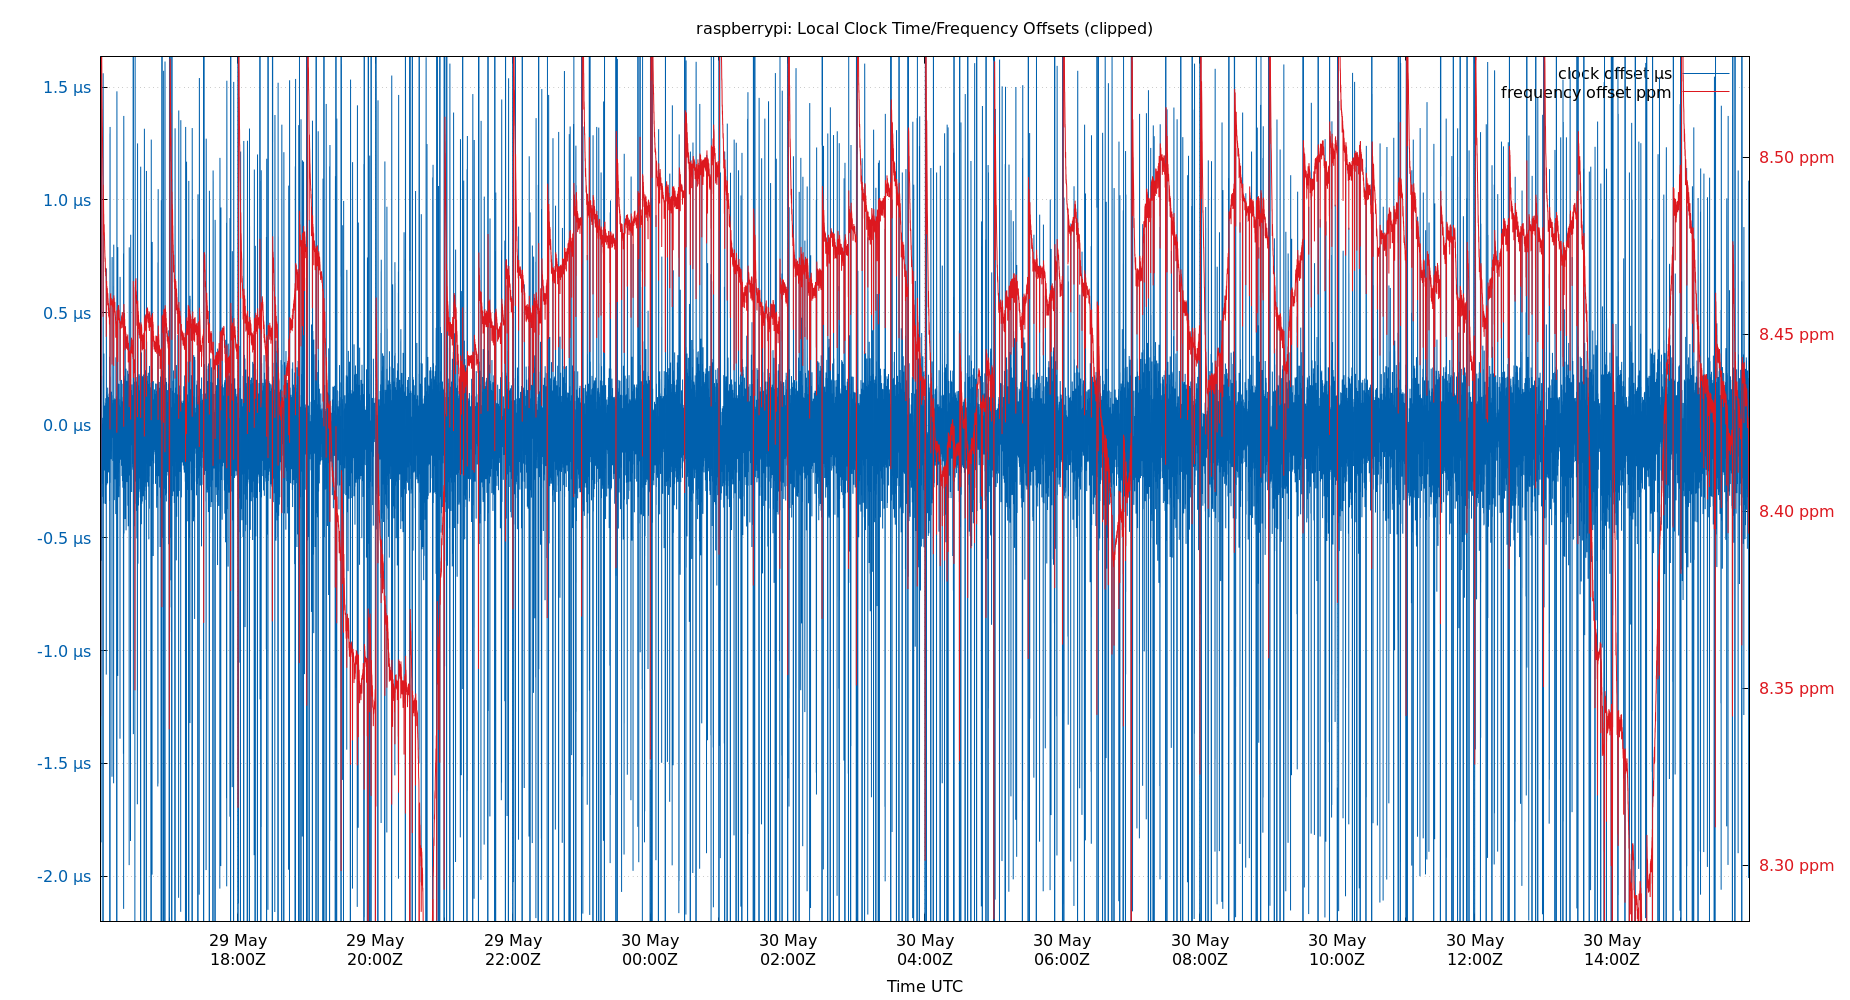 raspberrypi: Local Clock Time/Frequency Offsets (clipped)
clock offset µs
frequency offset ppm
1.5 µs
1.0 µs
0.5 µs
0.0 µs
-0.5 µs
-1.0 µs
-1.5 µs
-2.0 µs
8.50 ppm
8.45 ppm
8.40 ppm
8.35 ppm
8.30 ppm
29 May 29 May 29 May 30 May 30 May 30 May 30 May 30 May 30 May 30 May 30 May
18:00Z 20:00Z 22:00Z 00:00Z 02:00Z 04:00Z 06:00Z 08:00Z 10:00Z 12:00Z 14:00Z
Time UTC